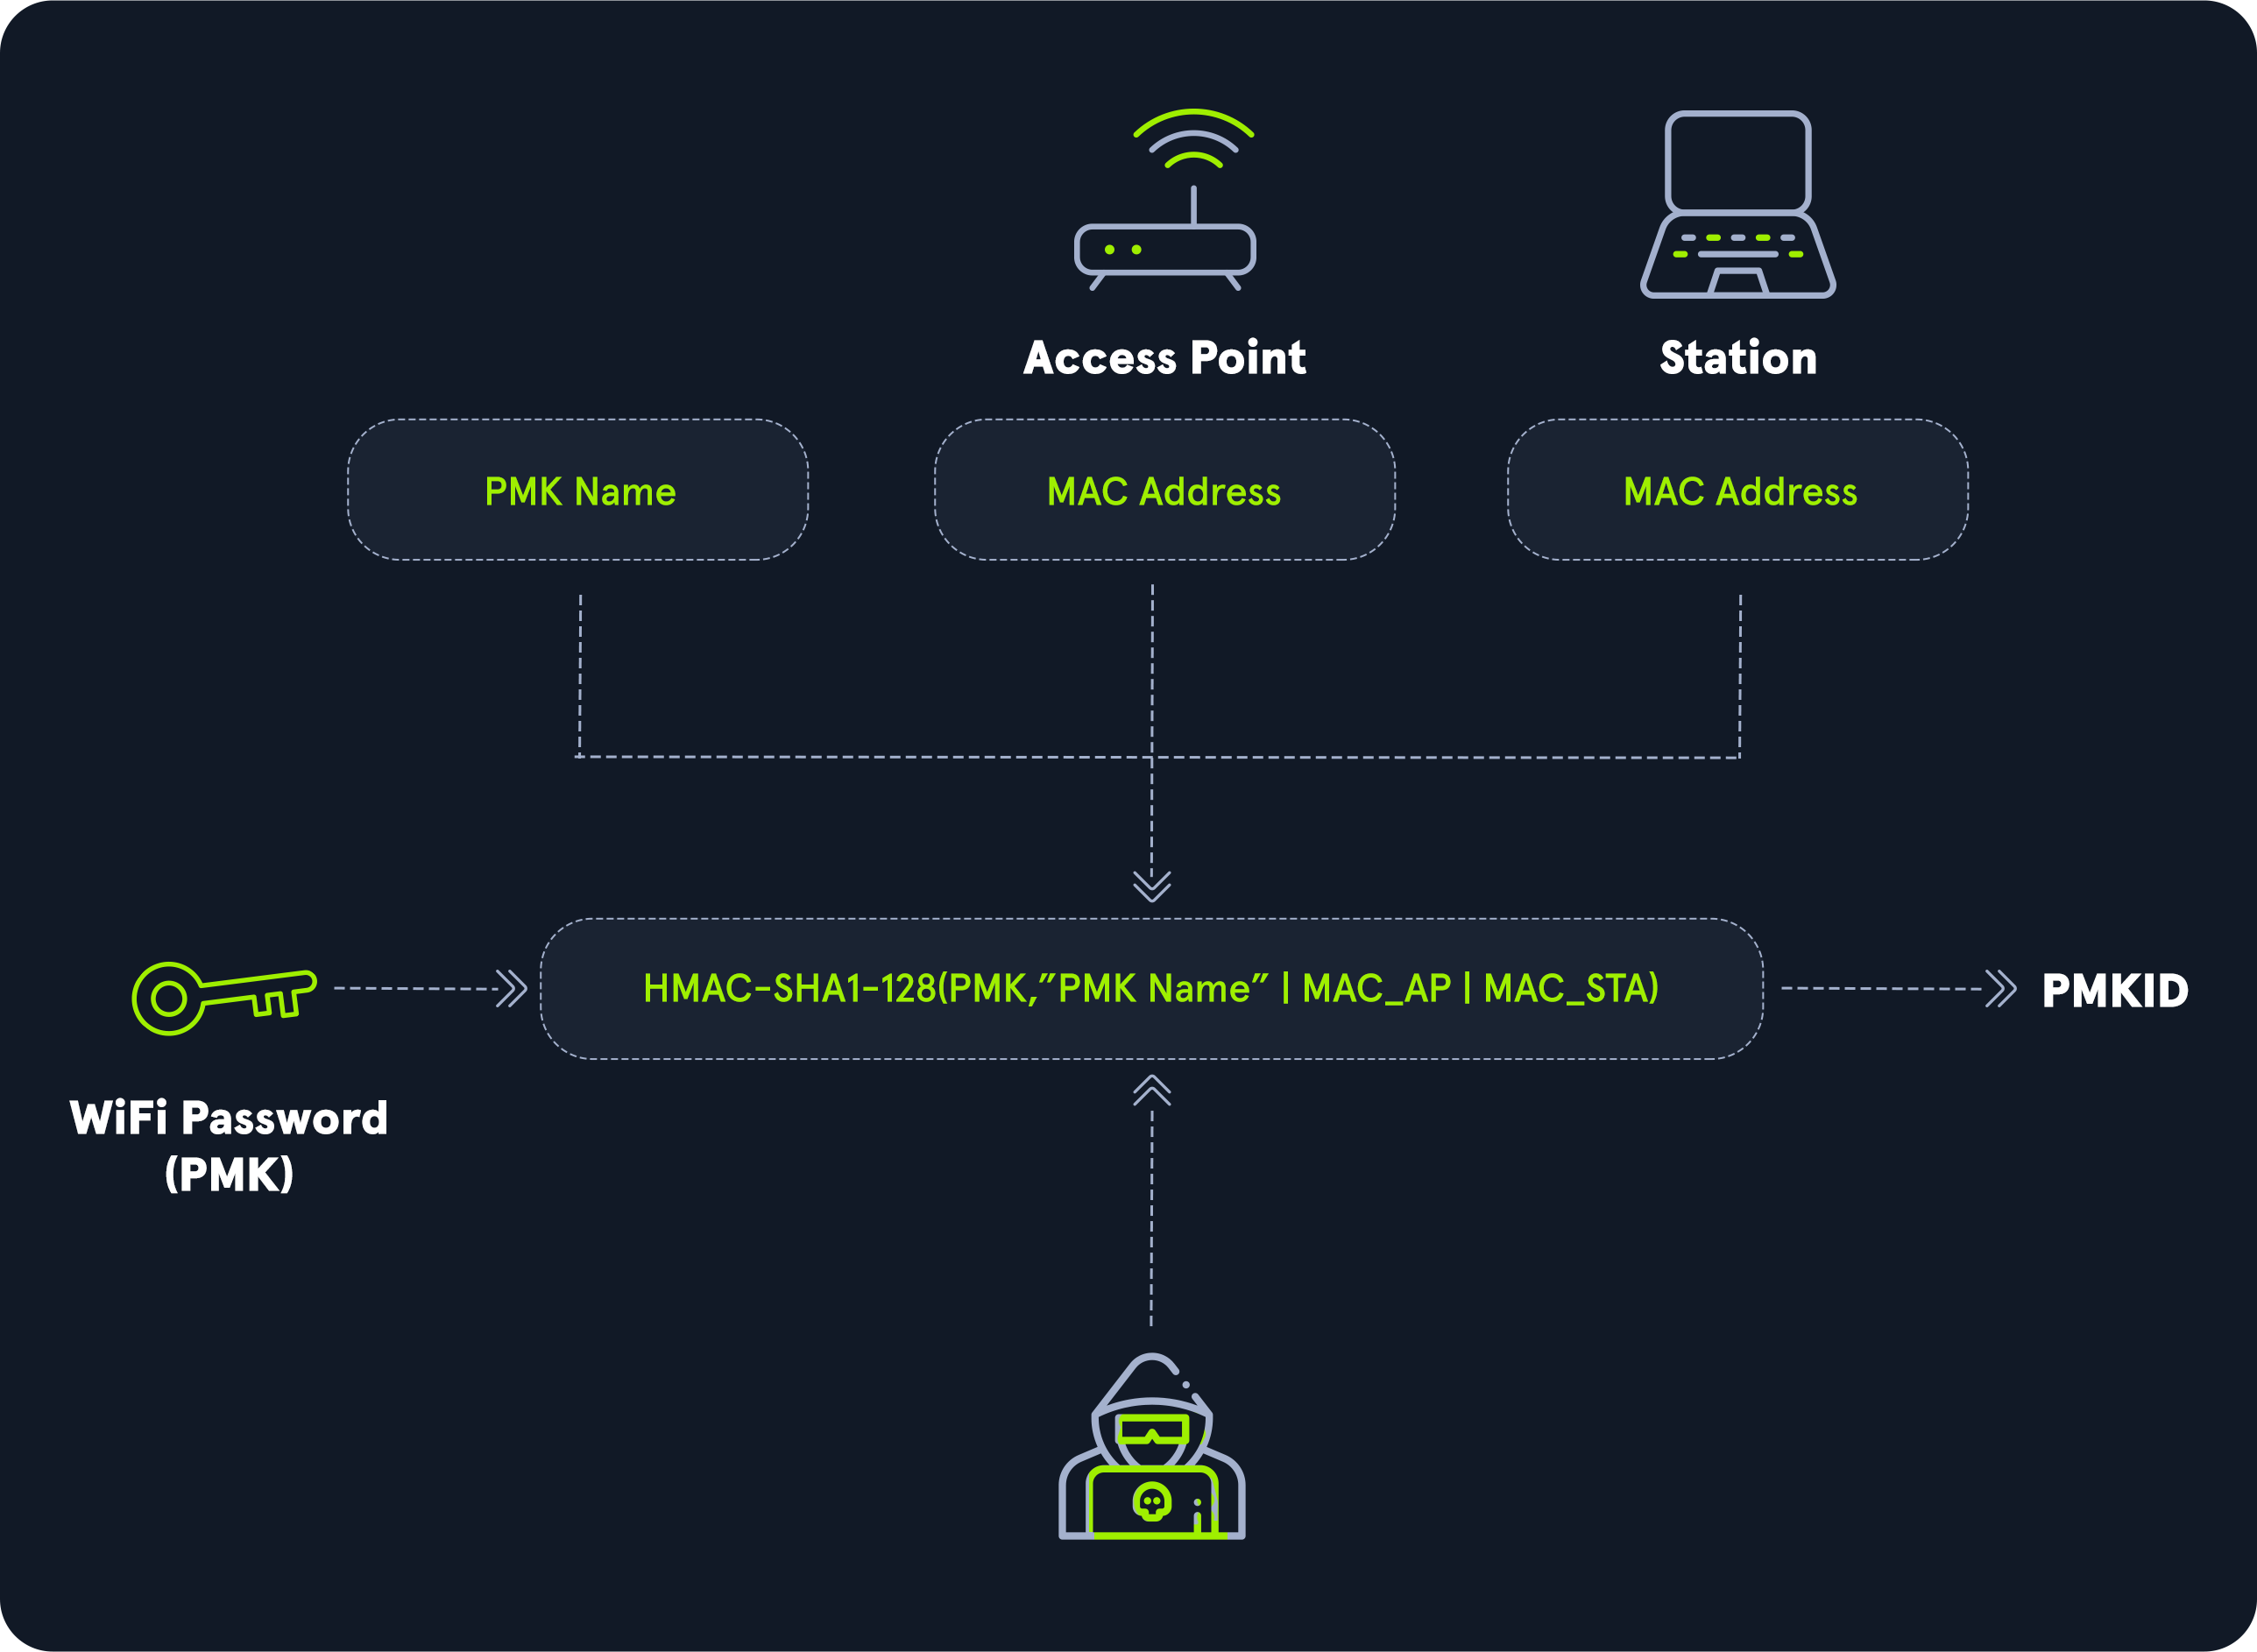 Access Point
Station
PMK Name
MAC Address
MAC Address
HMAC-SHA1-128(PMK,”PMK Name” | MAC_AP | MAC_STA)
PMKID
WiFi Password
(PMK)